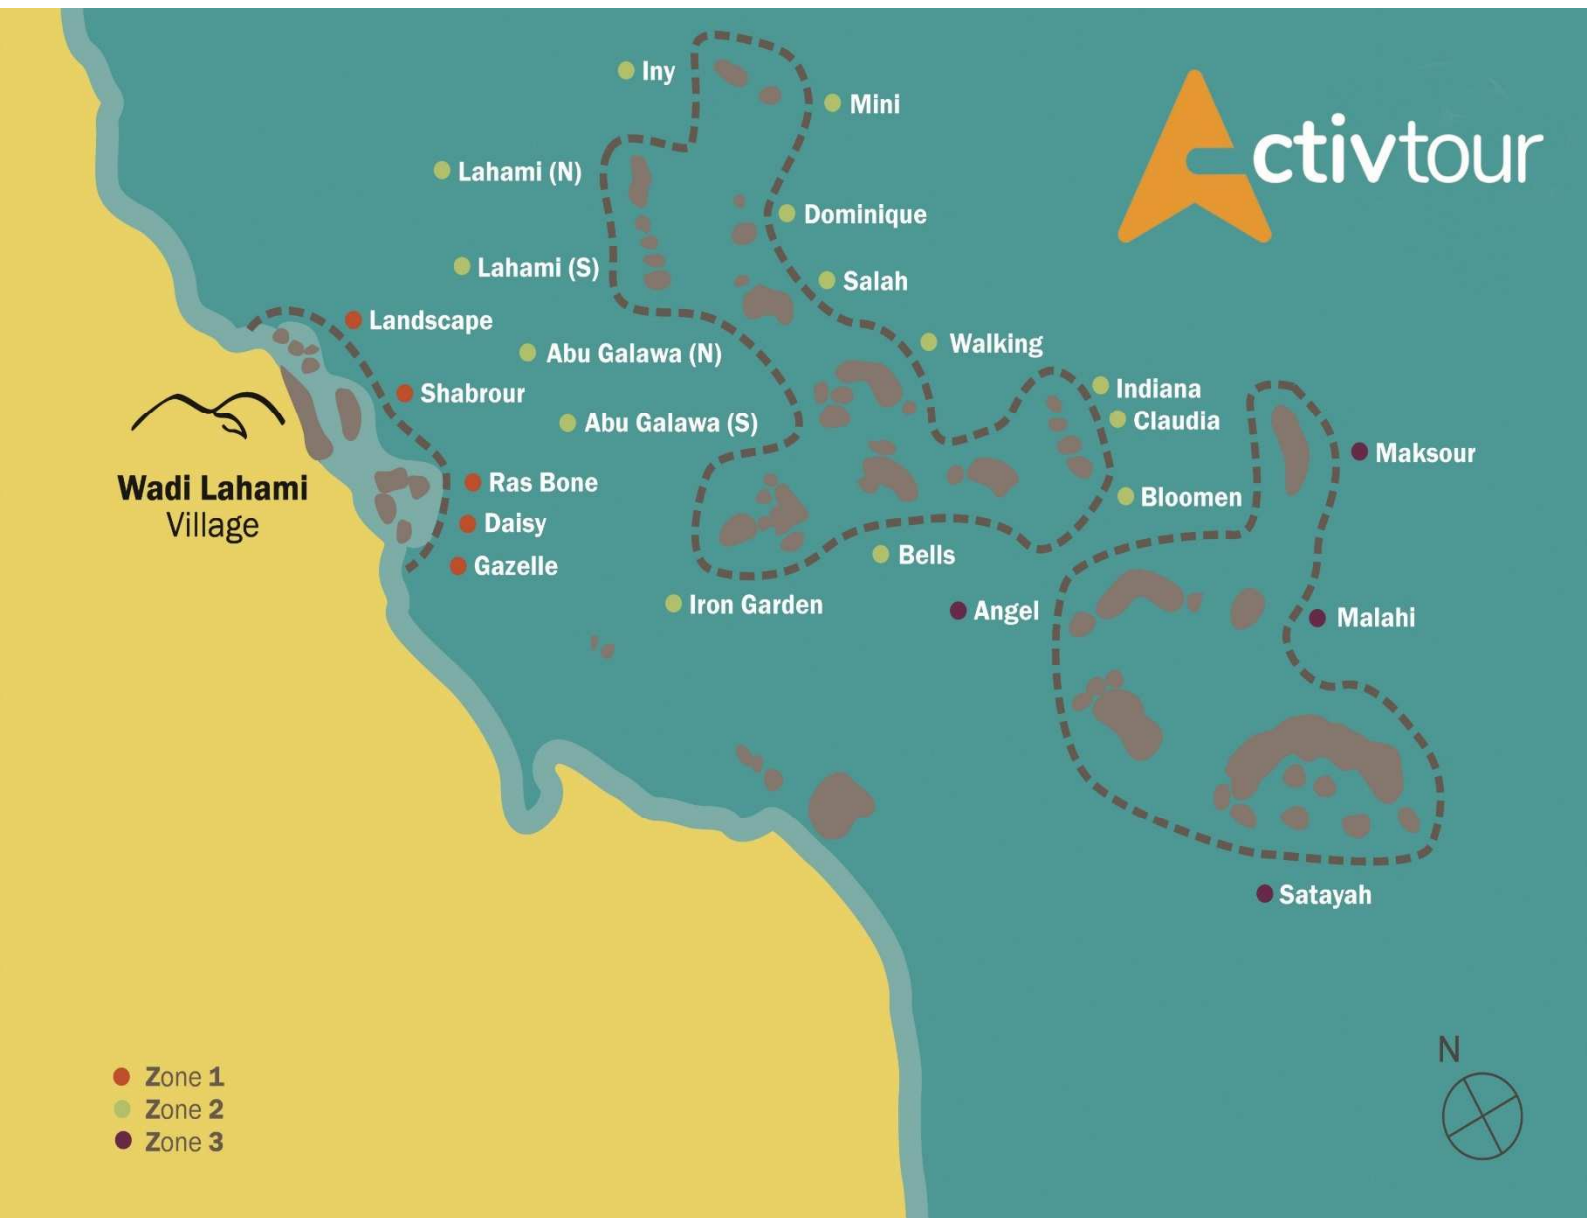 Iny
Mini
ctivtour
Lahami (N)
Dominique
Lahami (S)
Salah
Landscape
Walking
Abu Galawa (N)
Indiana
Shabrour
Claudia
Abu Galawa (S)
Maksour
Wadi Lahami
Village
Ras Bone
Bloomen
Daisy
Bells
Gazelle
Iron Garden
Angel
Malahi
Satayah
N
Zone 1
Zone 2
Zone 3